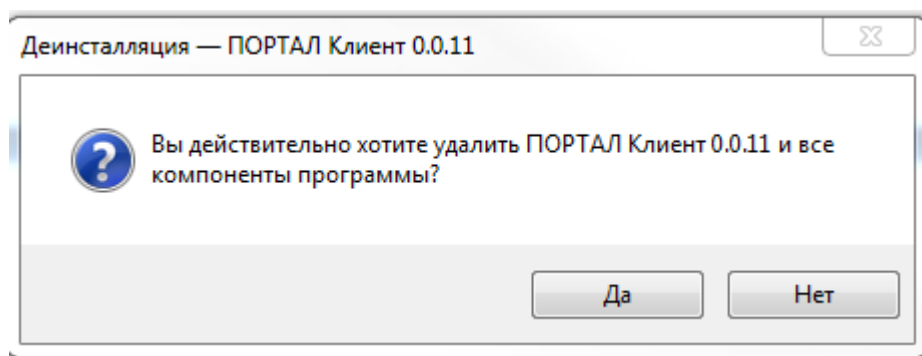 Деинсталляция — ПОРТАЛ Клиент 0.0.11
Вы действительно хотите удалить ПОРТАЛ Клиент 0.0.11 и все
компоненты программы?
Да
Нет